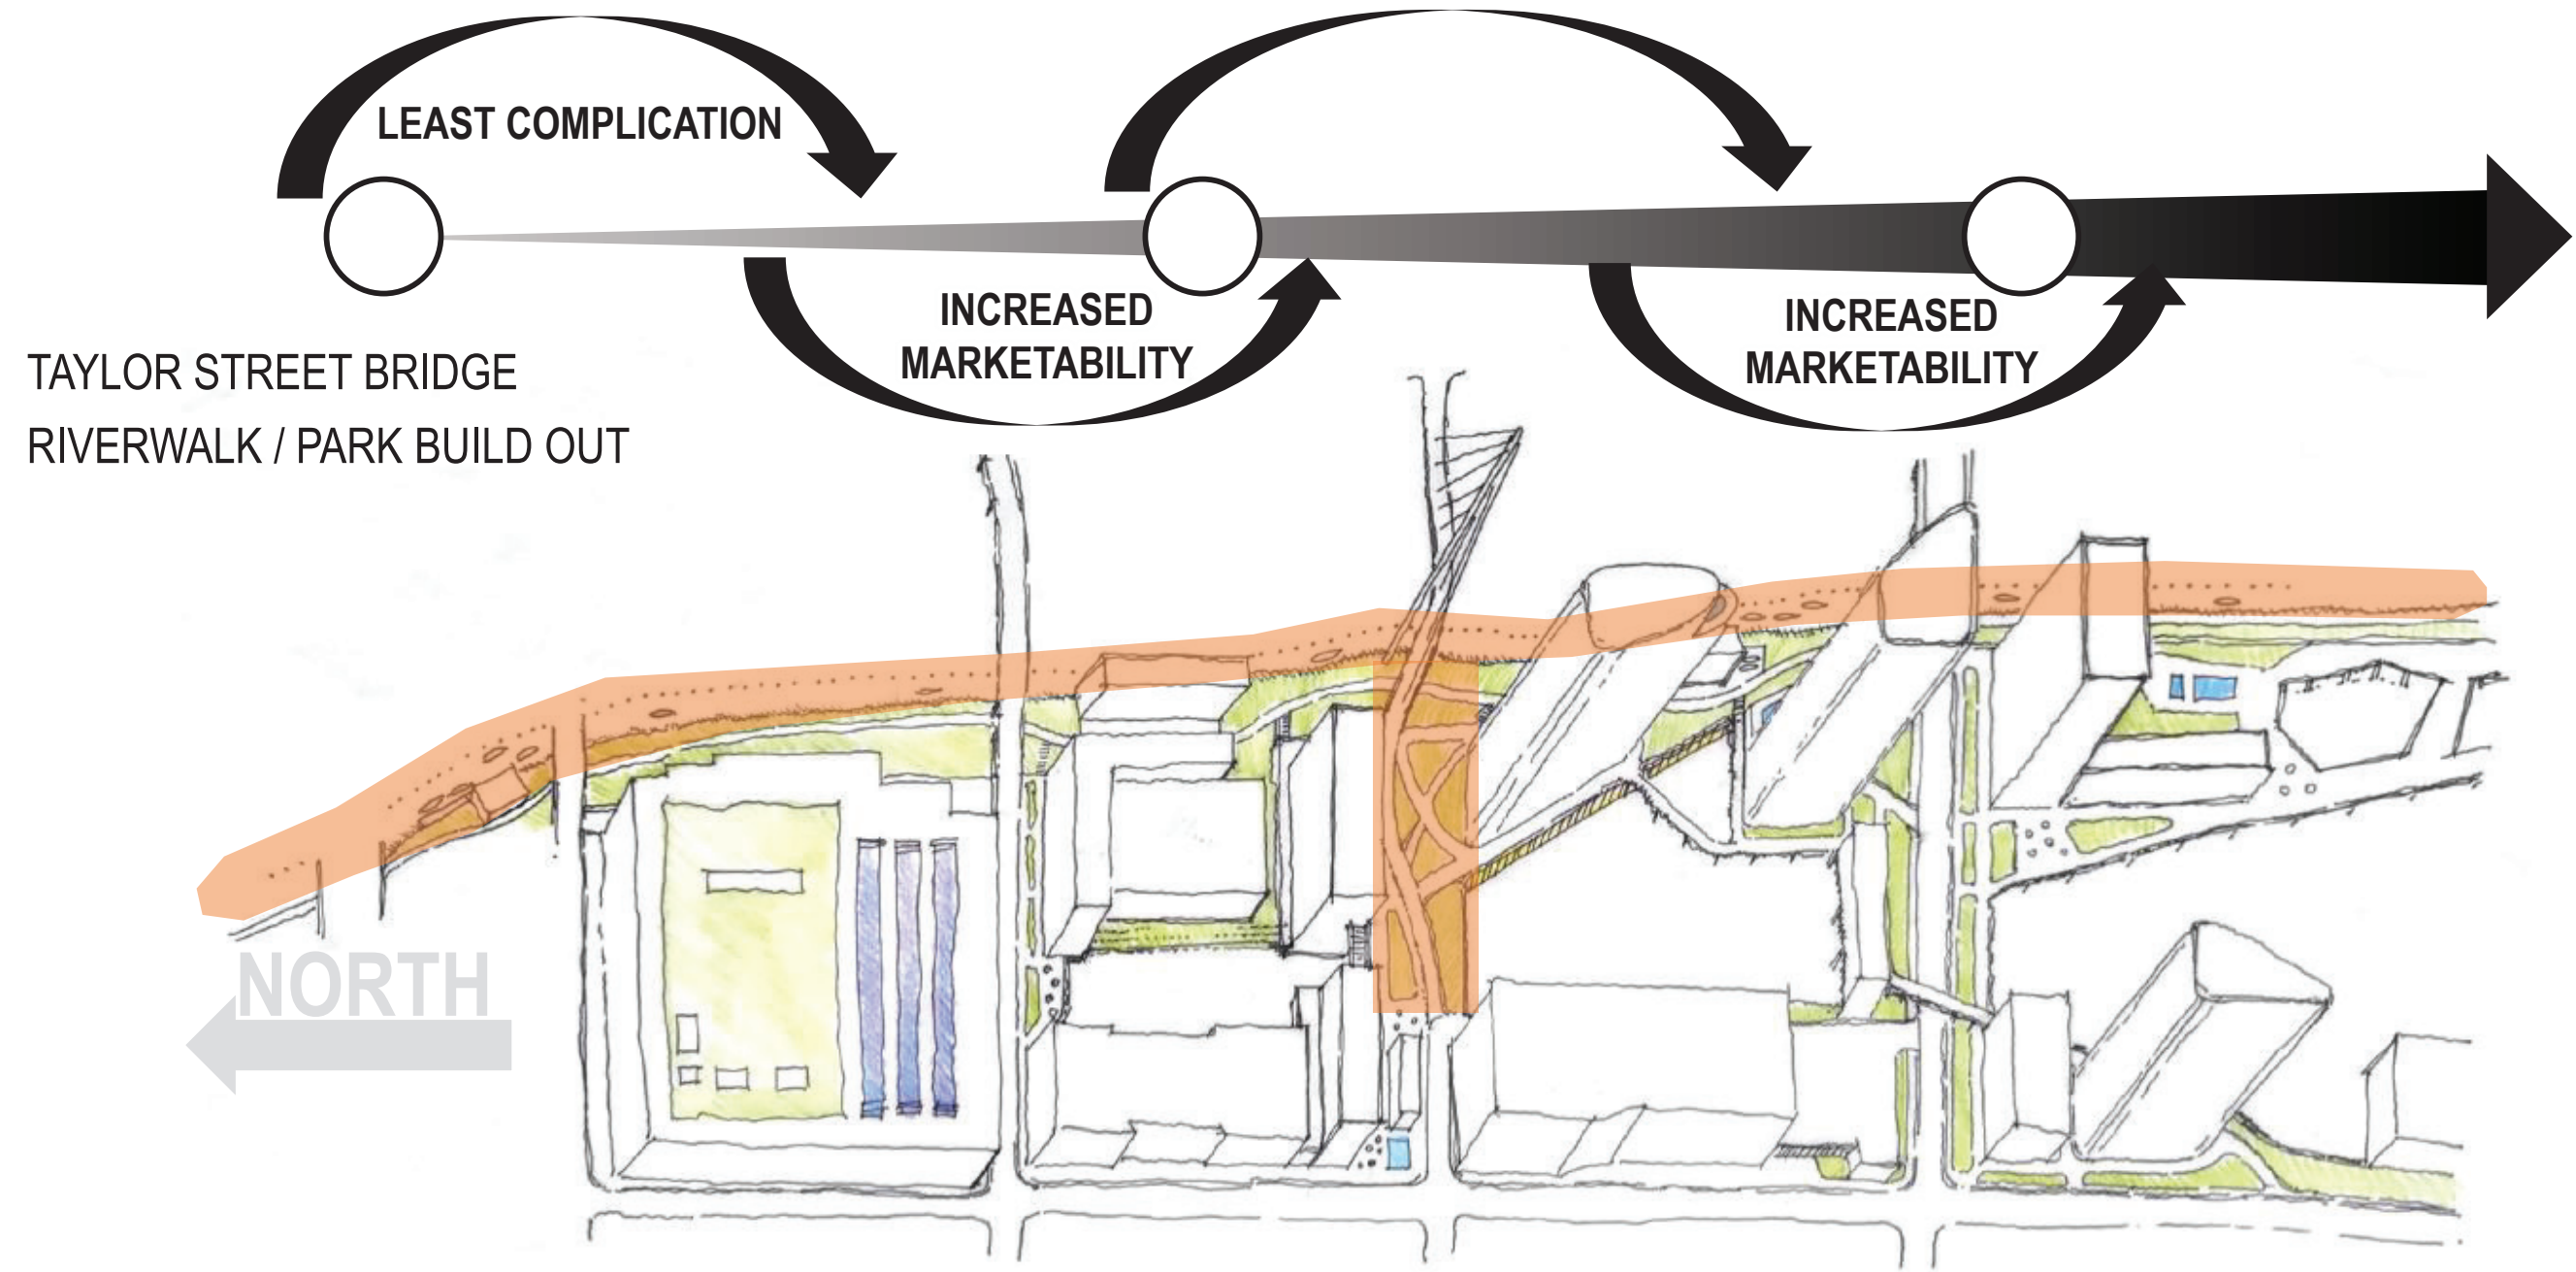 LEAST COMPLICATION
INCREASED
MARKETABILITY
INCREASED
MARKETABILITY
TAYLOR STREET BRIDGE
RIVERWALK / PARK BUILD OUT
NORTH